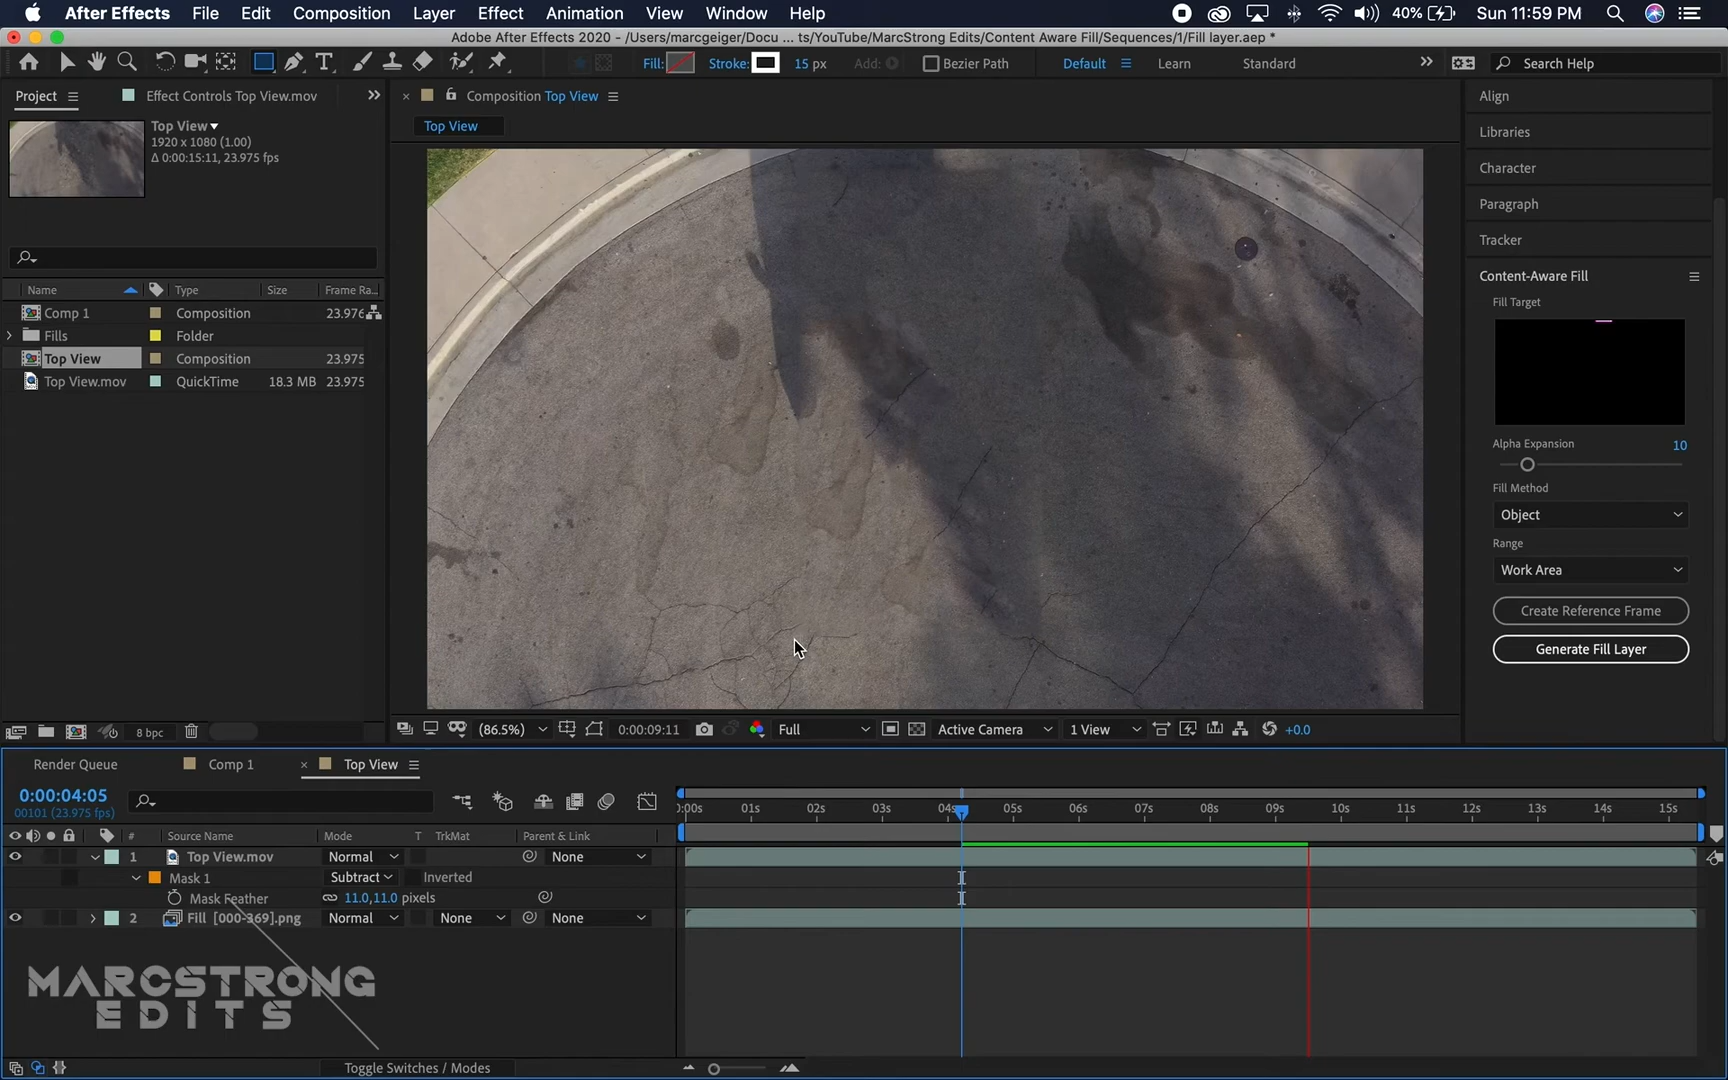 After Effects File Edit Composition Layer Effect Animation View Window Help 40% Sun 11:59 PM
Adobe After Effects 2020 - /Users/marcgeiger/Docu ... ts/YouTube/MarcStrong Edits/Content Aware Fill/Sequences/1/Fill layer.aep *
Fill: Stroke: 15 px Add: Bezier Path Default Learn Standard Search Help
Project Effect Controls Top View.mov
Composition Top View
Top View
Top View
1920 x 1080 (1.00)
Δ 0:00:15:11, 23.975 fps
Name Type Size Frame Ra...
Comp 1 Composition 23.976
Fills Folder
Top View Composition 23.975
Top View.mov QuickTime 18.3 MB 23.975
8 bpc
(86.5%) 0:00:09:11 Full Active Camera 1 View +0.0
Align
Libraries
Character
Paragraph
Tracker
Content-Aware Fill
Fill Target
Alpha Expansion 10
Fill Method
Object
Range
Work Area
Create Reference Frame
Generate Fill Layer
Render Queue Comp 1 Top View
0:00:04:05
00101 (23.975 fps)
):00s 01s 02s 03s 04s 05s 06s 07s 08s 09s 10s 11s 12s 13s 14s 15s
# Source Name Mode T TrkMat Parent & Link
1 Top View.mov Normal None
Mask 1 Subtract Inverted
Mask Feather 11.0,11.0 pixels
2 Fill [000-369].png Normal None None
MARCSTRONG
EDITS
Toggle Switches / Modes